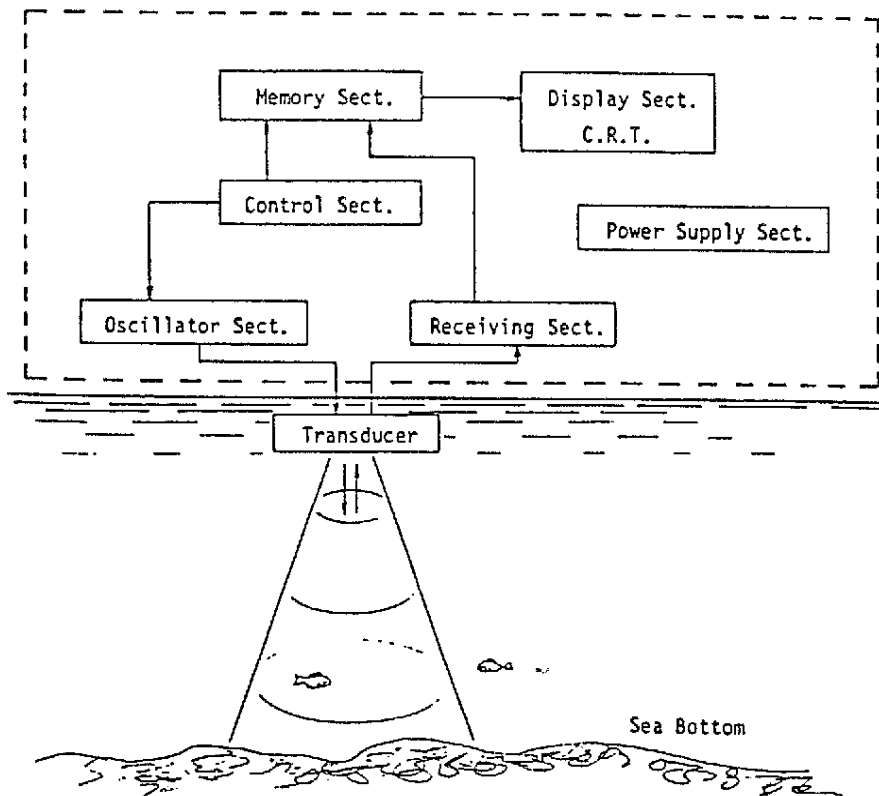 Memory Sect.
Display Sect.
C.R.T.
Control Sect.
Power Supply Sect.
Oscillator Sect.
Receiving Sect.
Transducer
Sea Bottom